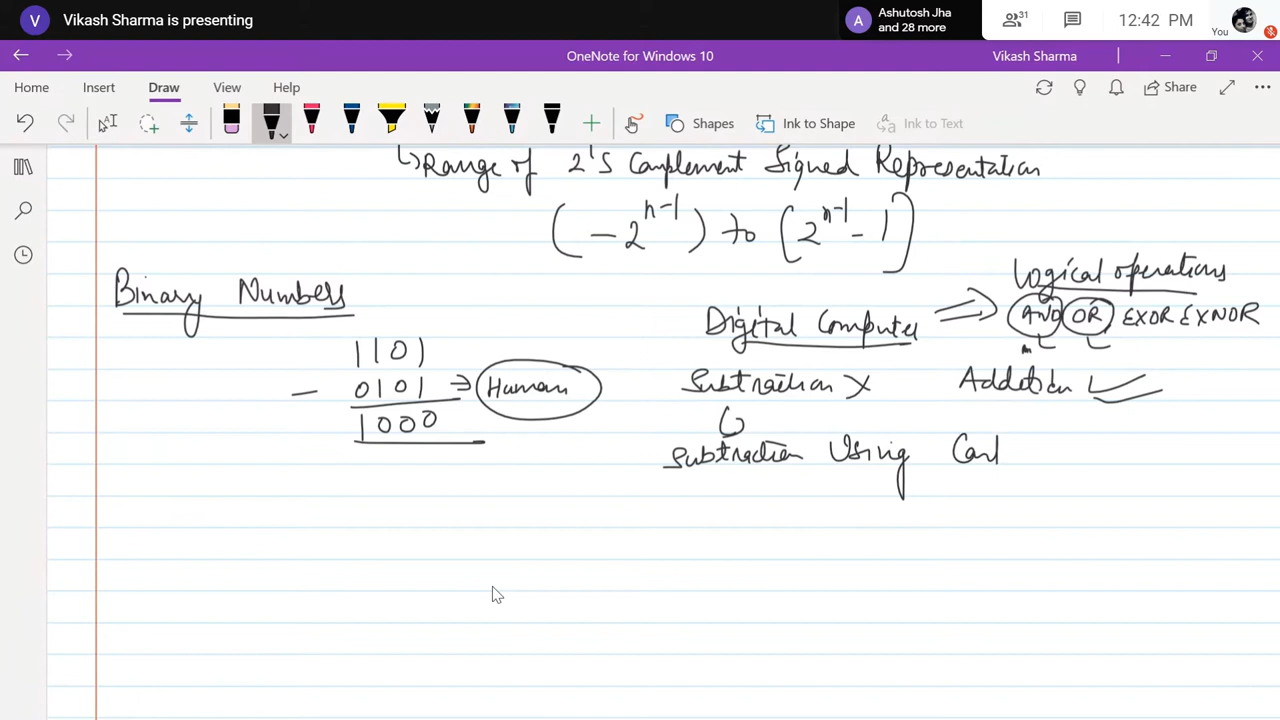 V Vikash Sharma is presenting
A Ashutosh Jha and 28 more
31
12:42 PM
You
OneNote for Windows 10
Vikash Sharma
Home Insert Draw View Help
Share
Shapes Ink to Shape Ink to Text
Range of 2's Complement Signed Representation
(-2^{n-1}) to [2^{n-1} - 1]
Binary Numbers
Logical operations
Digital Computer => AND OR EXOR EXNOR
1101
- 0101 → Human
1000
Subtraction X Addition ✓
Subtraction Using